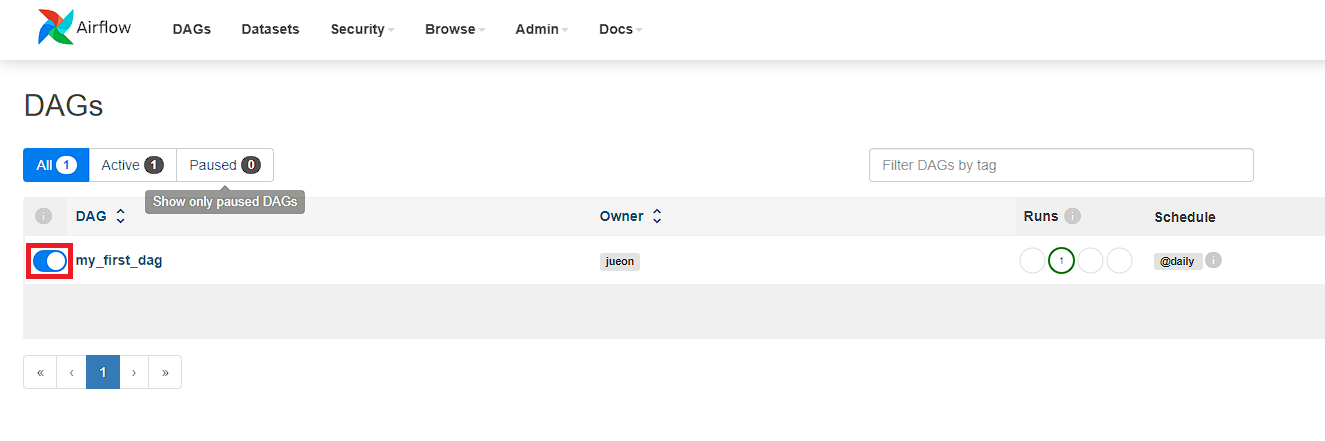 Airflow DAGs Datasets Security Browse Admin Docs
DAGs
All 1 Active 1 Paused 0 Filter DAGs by tag
Show only paused DAGs
i DAG Owner Runs i Schedule
my_first_dag jueon 1 @daily i
« ‹ 1 › »